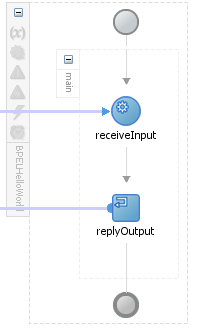 (x)
main
receiveInput
BPELHelloWorld
replyOutput